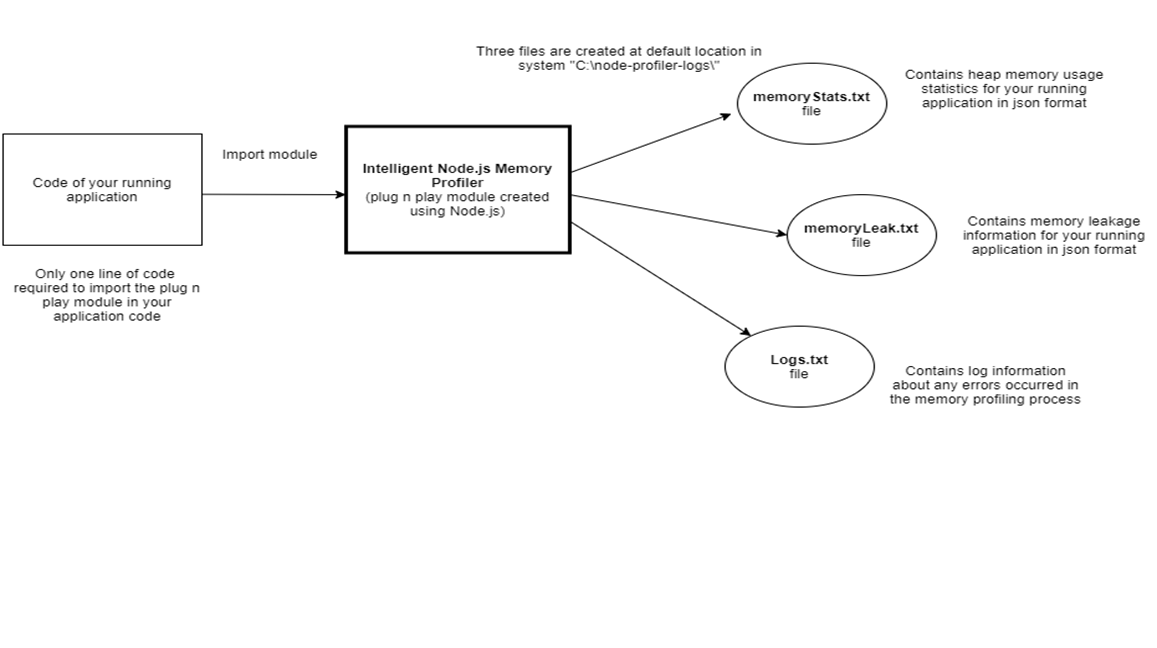 Three files are created at default location in
system "C:\node-profiler-logs\"
memoryStats.txt
file
Contains heap memory usage
statistics for your running
application in json format
Code of your running
application
Import module
Intelligent Node.js Memory
Profiler
(plug n play module created
using Node.js)
memoryLeak.txt
file
Contains memory leakage
information for your running
application in json format
Only one line of code
required to import the plug n
play module in your
application code
Logs.txt
file
Contains log information
about any errors occurred in
the memory profiling process